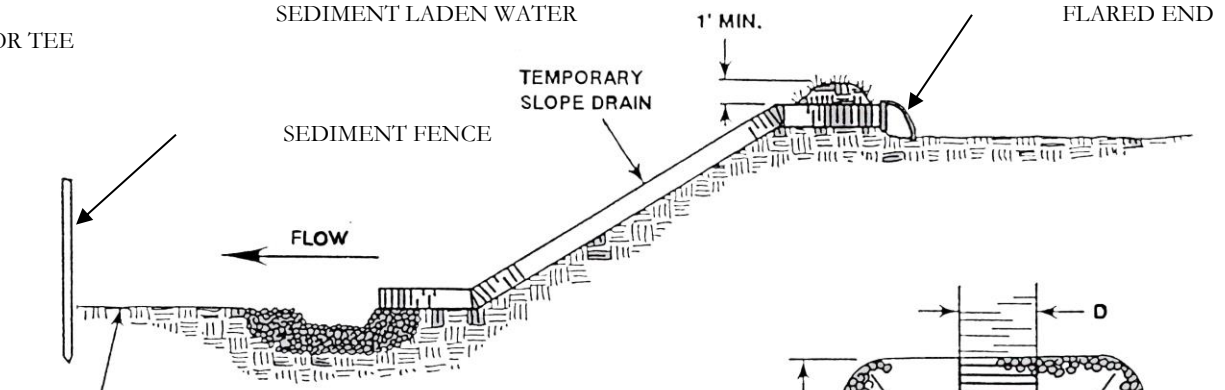 SEDIMENT LADEN WATER
1' MIN.
FLARED END
OR TEE
TEMPORARY
SLOPE DRAIN
SEDIMENT FENCE
FLOW
D